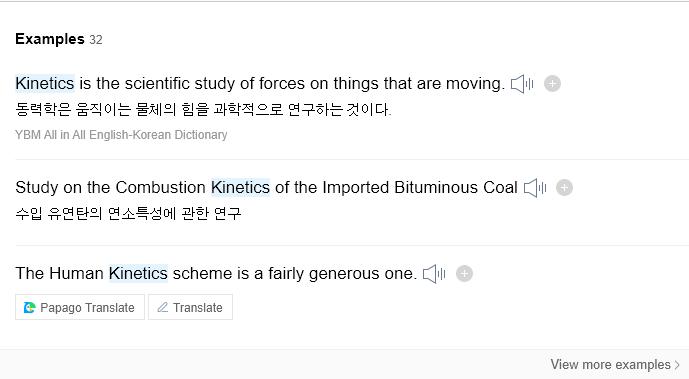 Examples 32
Kinetics is the scientific study of forces on things that are moving.
동력학은 움직이는 물체의 힘을 과학적으로 연구하는 것이다.
YBM All in All English-Korean Dictionary
Study on the Combustion Kinetics of the Imported Bituminous Coal
수입 유연탄의 연소특성에 관한 연구
The Human Kinetics scheme is a fairly generous one.
Papago Translate Translate
View more examples